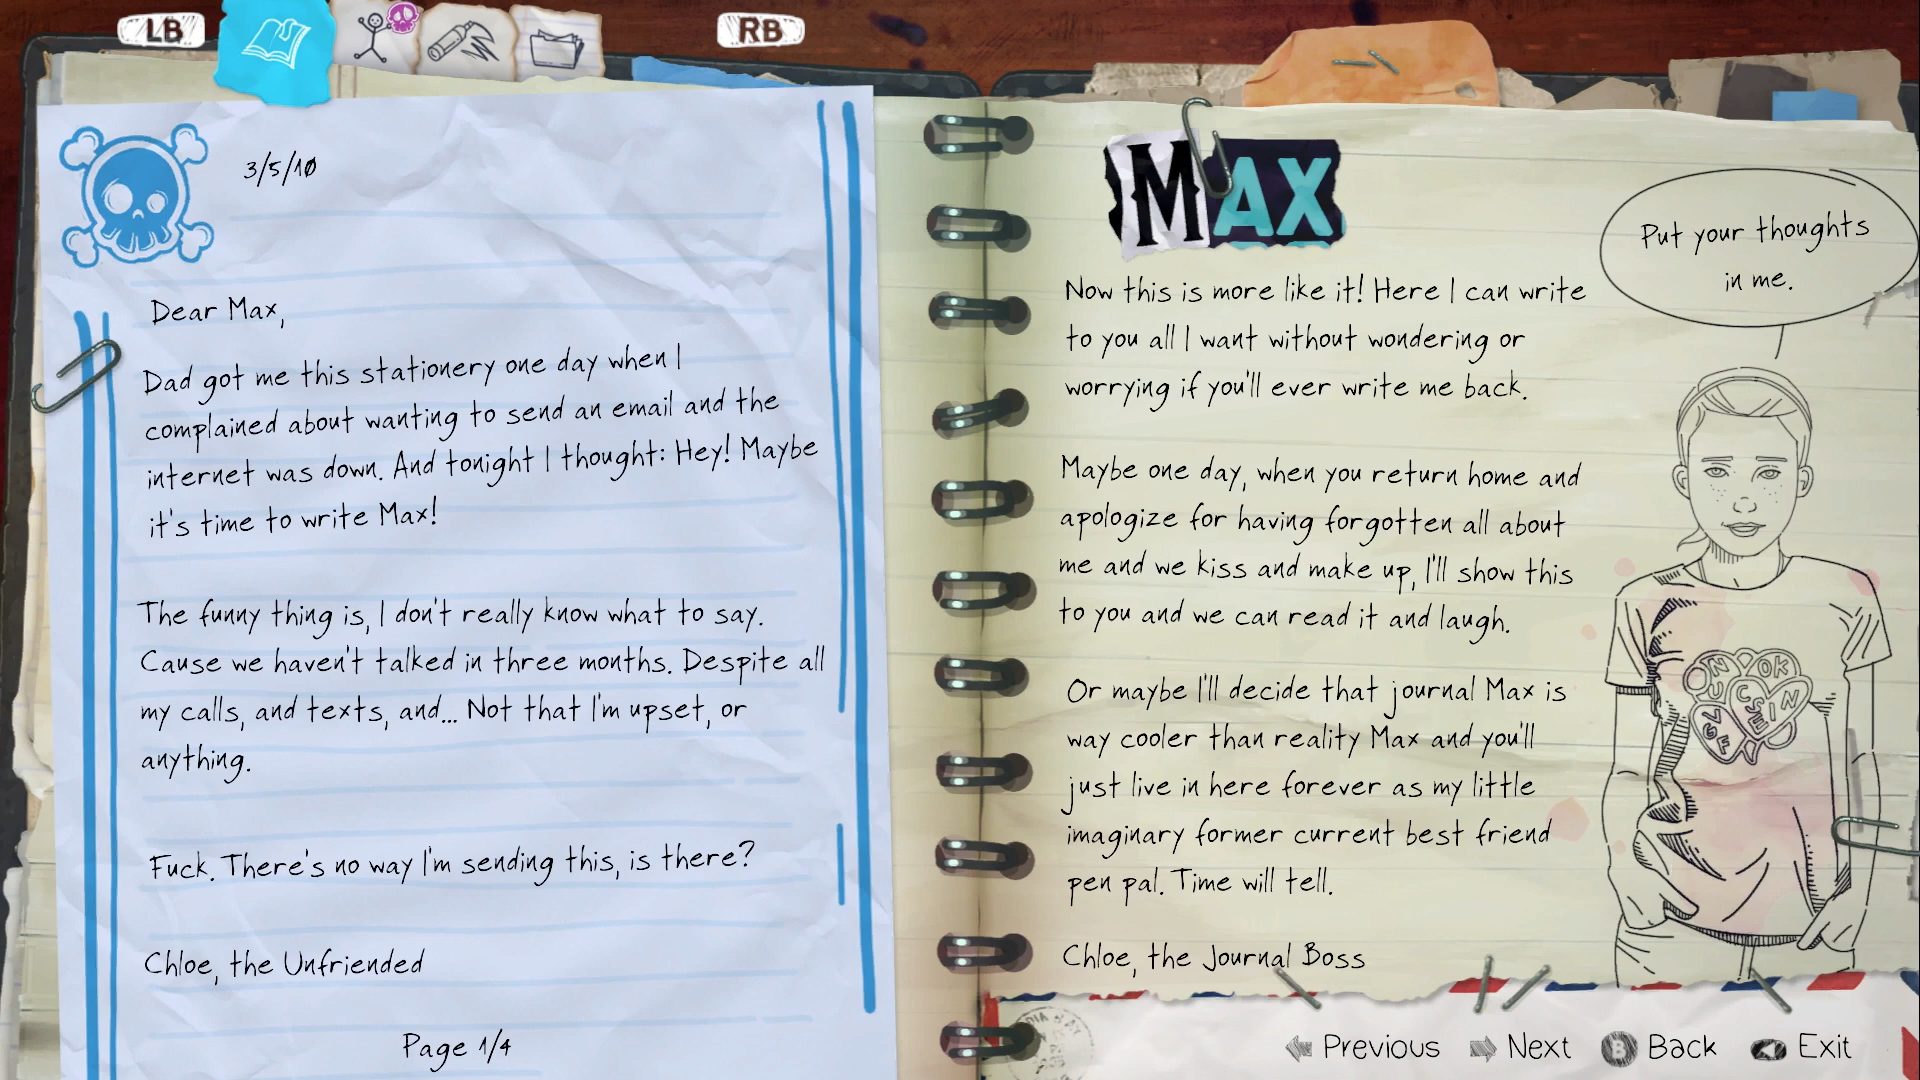 LB
RB
3/5/10
Dear Max,
Dad got me this stationery one day when I
complained about wanting to send an email and the
internet was down. And tonight I thought: Hey! Maybe
it's time to write Max!
The funny thing is, I don't really know what to say.
Cause we haven't talked in three months. Despite all
my calls, and texts, and... Not that I'm upset, or
anything.
Fuck. There's no way I'm sending this, is there?
Chloe, the Unfriended
Page 1/4
MAX
Put your thoughts
in me.
Now this is more like it! Here I can write
to you all I want without wondering or
worrying if you'll ever write me back.
Maybe one day, when you return home and
apologize for having forgotten all about
me and we kiss and make up, I'll show this
to you and we can read it and laugh.
Or maybe I'll decide that journal Max is
way cooler than reality Max and you'll
just live in here forever as my little
imaginary former current best friend
pen pal. Time will tell.
Chloe, the Journal Boss
Previous
Next
B Back
Exit